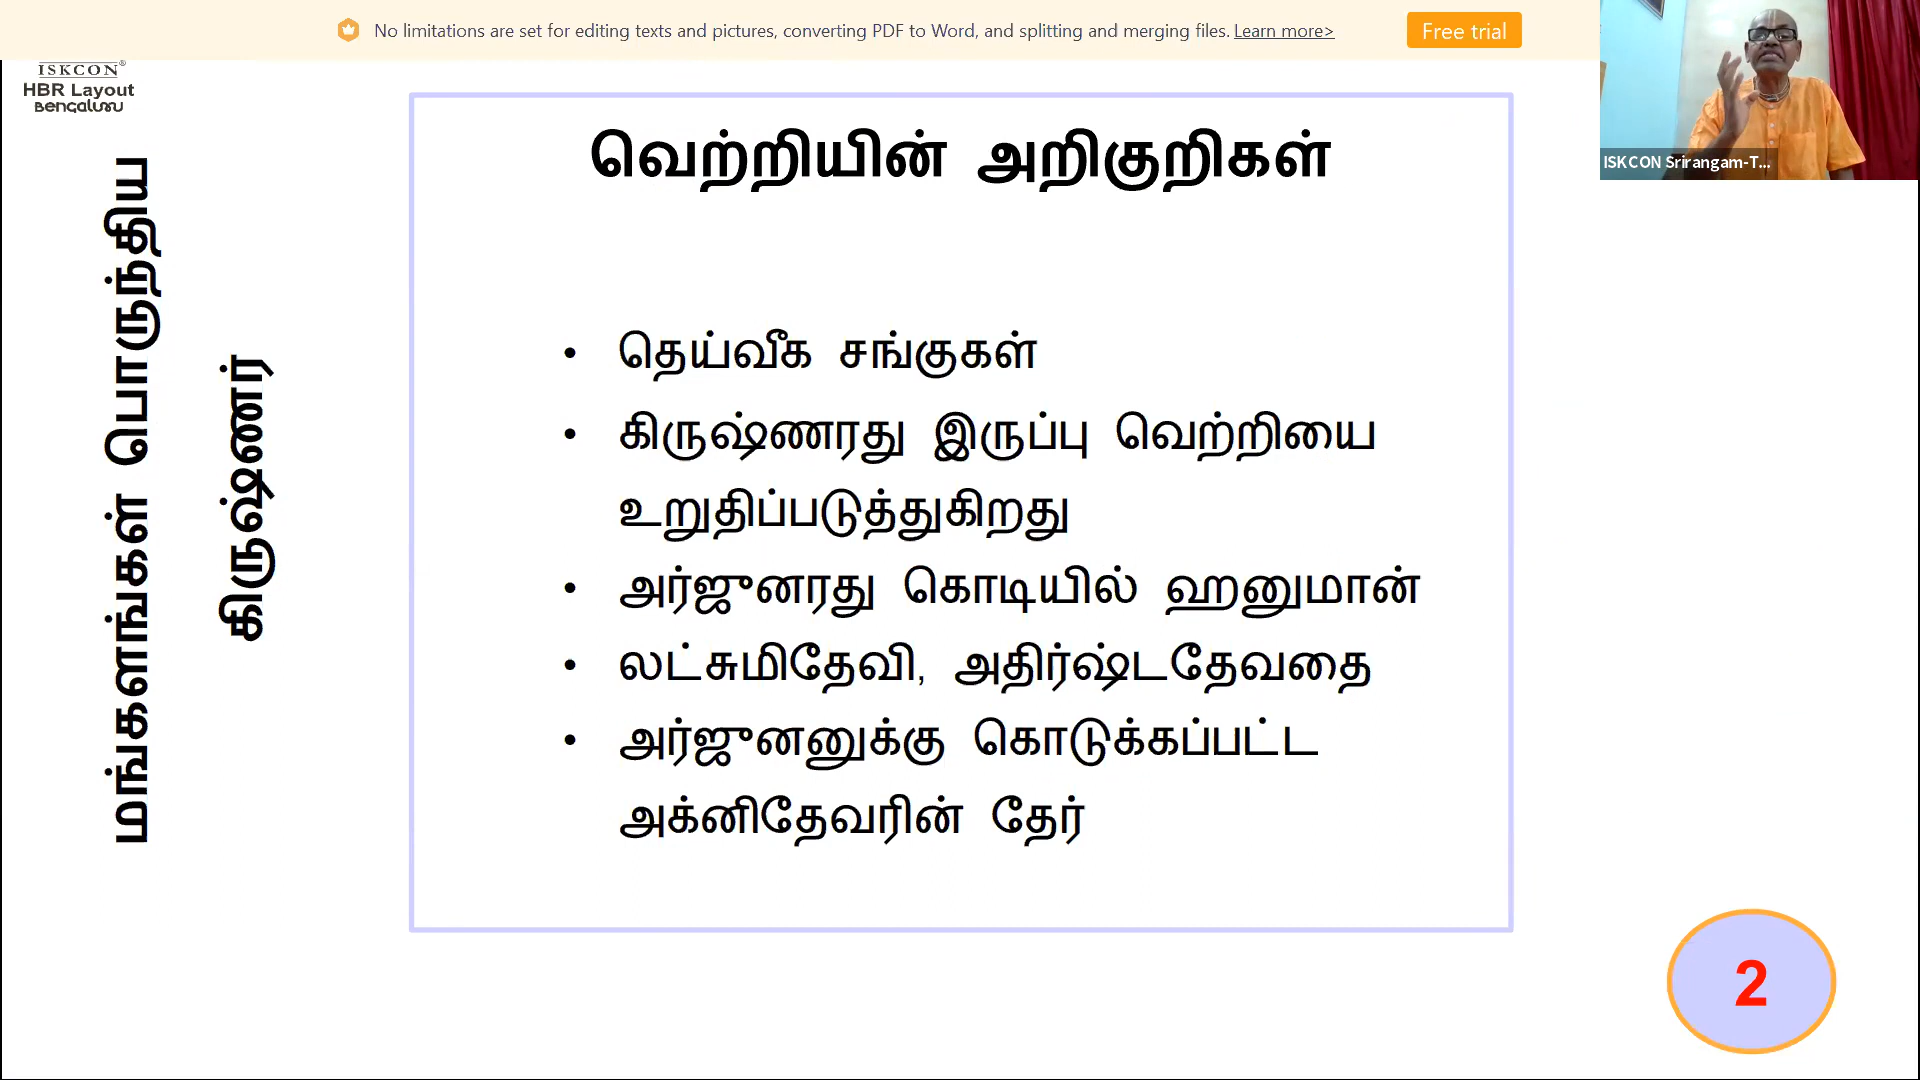 No limitations are set for editing texts and pictures, converting PDF to Word, and splitting and merging files. Learn more>
Free trial
ISKCON®
HBR Layout
Bengaluru
ISKCON Srirangam-T...
மங்களங்கள் பொருந்திய
கிருஷ்ணர்
வெற்றியின் அறிகுறிகள்
• தெய்வீக சங்குகள்
• கிருஷ்ணரது இருப்பு வெற்றியை
உறுதிப்படுத்துகிறது
• அர்ஜுனரது கொடியில் ஹனுமான்
• லட்சுமிதேவி, அதிர்ஷ்டதேவதை
• அர்ஜுனனுக்கு கொடுக்கப்பட்ட
அக்னிதேவரின் தேர்
2